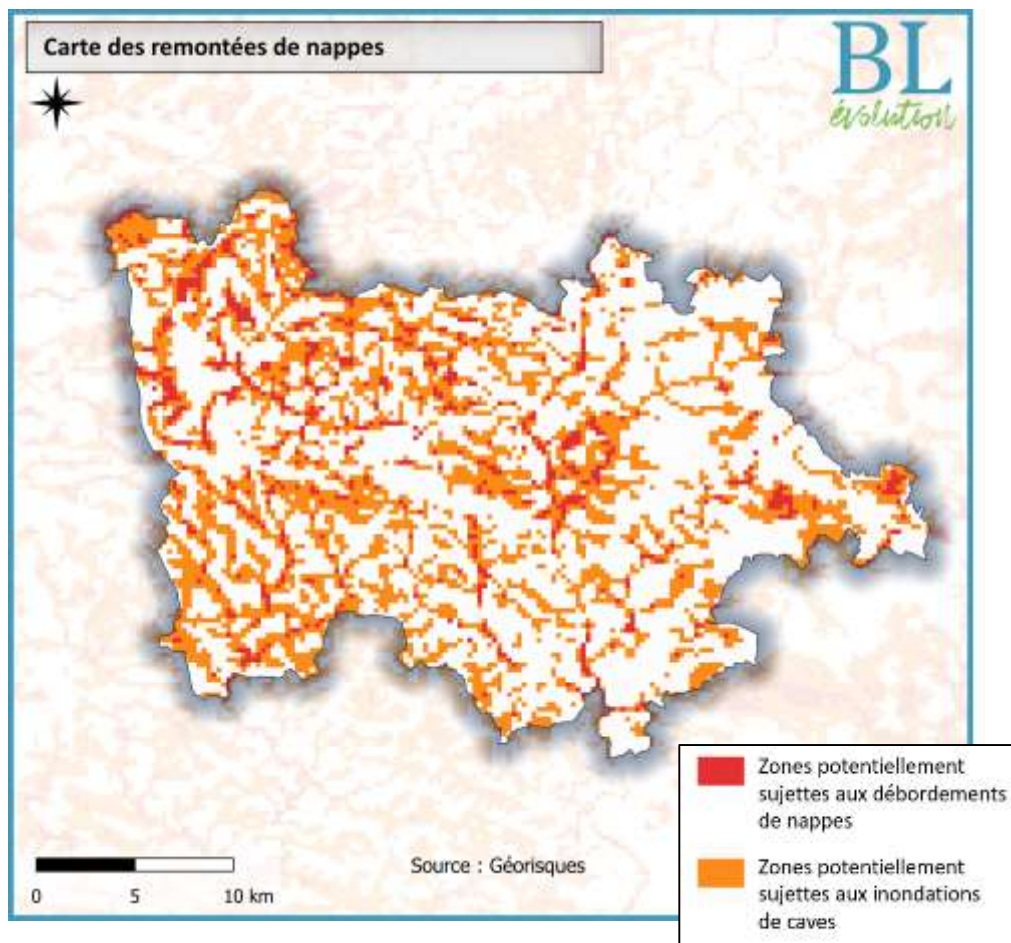 Carte des remontées de nappes
BL
évolution
Zones potentiellement
sujettes aux débordements
de nappes
Zones potentiellement
sujettes aux inondations
de caves
Source : Géorisques
0 5 10 km